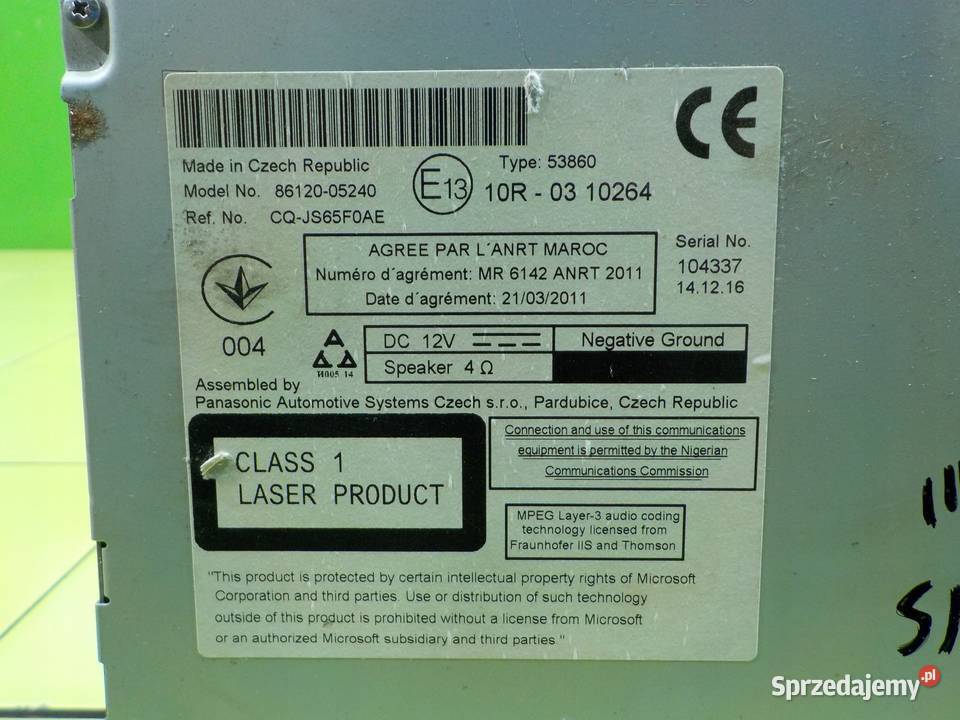 CE
Made in Czech Republic
Type: 53860
Model No. 86120-05240
E13
10R - 03 10264
Ref. No. CQ-JS65F0AE
AGREE PAR L´ANRT MAROC
Numéro d´agrément: MR 6142 ANRT 2011
Date d´agrément: 21/03/2011
Serial No.
104337
14.12.16
004
И005 14
DC 12V
Negative Ground
Speaker 4 Ω
Assembled by
Panasonic Automotive Systems Czech s.r.o., Pardubice, Czech Republic
CLASS 1
LASER PRODUCT
Connection and use of this communications
equipment is permitted by the Nigerian
Communications Commission
MPEG Layer-3 audio coding
technology licensed from
Fraunhofer IIS and Thomson
"This product is protected by certain intellectual property rights of Microsoft
Corporation and third parties. Use or distribution of such technology
outside of this product is prohibited without a license from Microsoft
or an authorized Microsoft subsidiary and third parties."
Sprzedajemy.pl